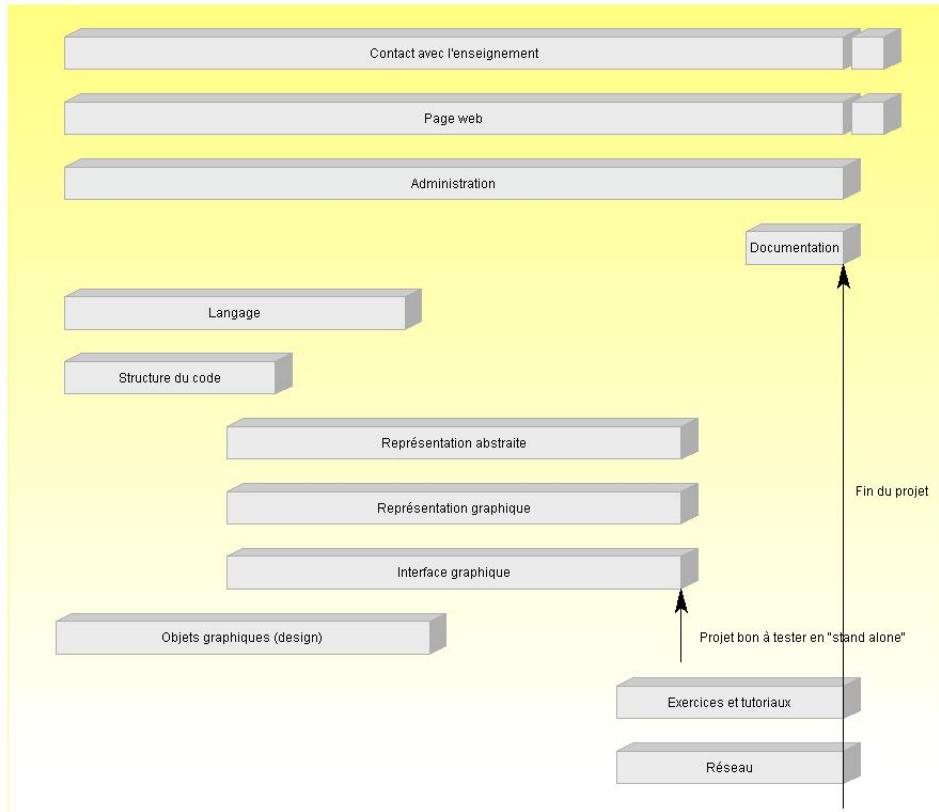 Contact avec l'enseignement
Page web
Administration
Documentation
Langage
Structure du code
Représentation abstraite
Représentation graphique
Fin du projet
Interface graphique
Objets graphiques (design)
Projet bon à tester en "stand alone"
Exercices et tutoriaux
Réseau